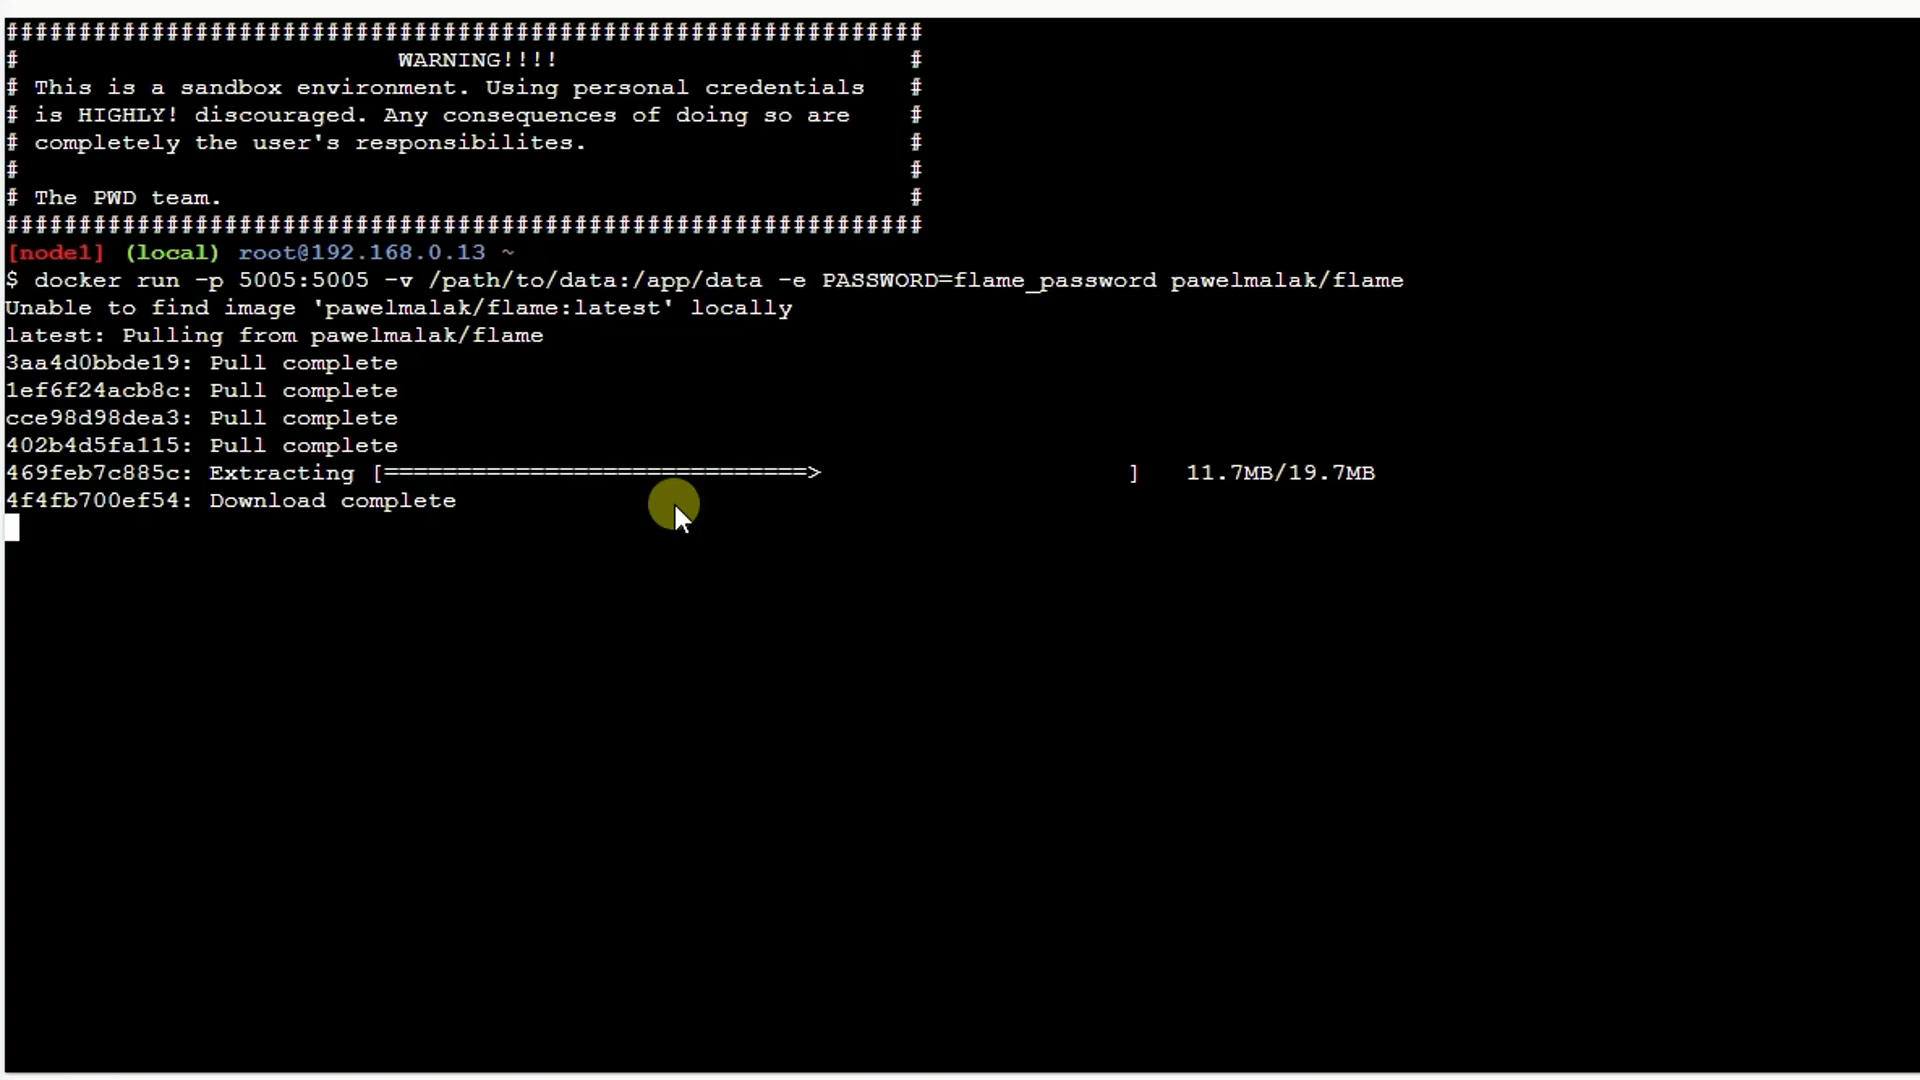 ###############################################################
# WARNING!!!! #
# This is a sandbox environment. Using personal credentials #
# is HIGHLY! discouraged. Any consequences of doing so are #
# completely the user's responsibilites. #
# #
# The PWD team. #
###############################################################
[node1] (local) root@192.168.0.13 ~
$ docker run -p 5005:5005 -v /path/to/data:/app/data -e PASSWORD=flame_password pawelmalak/flame
Unable to find image 'pawelmalak/flame:latest' locally
latest: Pulling from pawelmalak/flame
3aa4d0bbde19: Pull complete
1ef6f24acb8c: Pull complete
cce98d98dea3: Pull complete
402b4d5fa115: Pull complete
469feb7c885c: Extracting [=============================> ] 11.7MB/19.7MB
4f4fb700ef54: Download complete